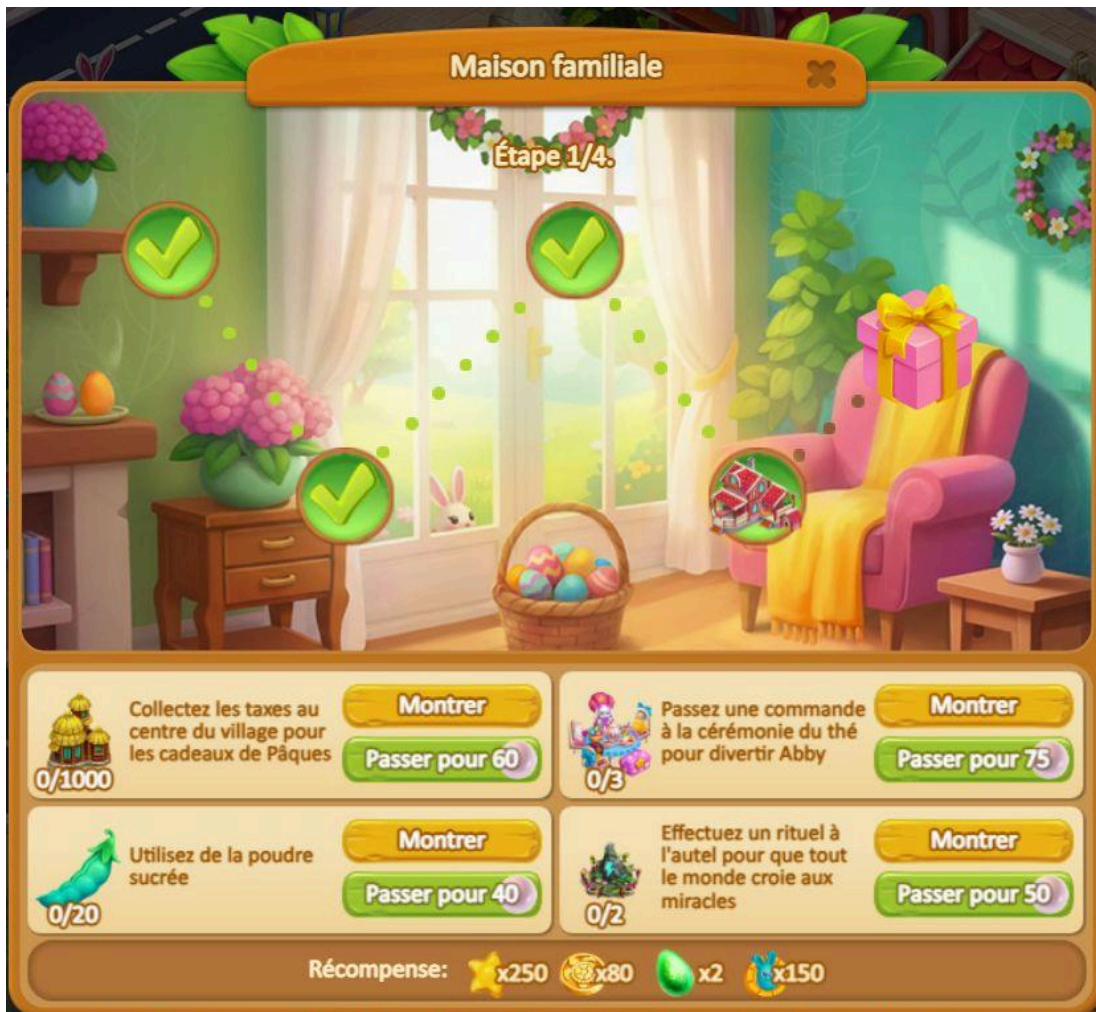 Maison familiale
Étape 1/4.
Collectez les taxes au
centre du village pour
les cadeaux de Pâques
0/1000
Montrer
Passer pour 60
Passez une commande
à la cérémonie du thé
pour divertir Abby
0/3
Montrer
Passer pour 75
Utilisez de la poudre
sucrée
0/20
Montrer
Passer pour 40
Effectuez un rituel à
l'autel pour que tout
le monde croie aux
miracles
0/2
Montrer
Passer pour 50
Récompense: x250 x80 x2 x150